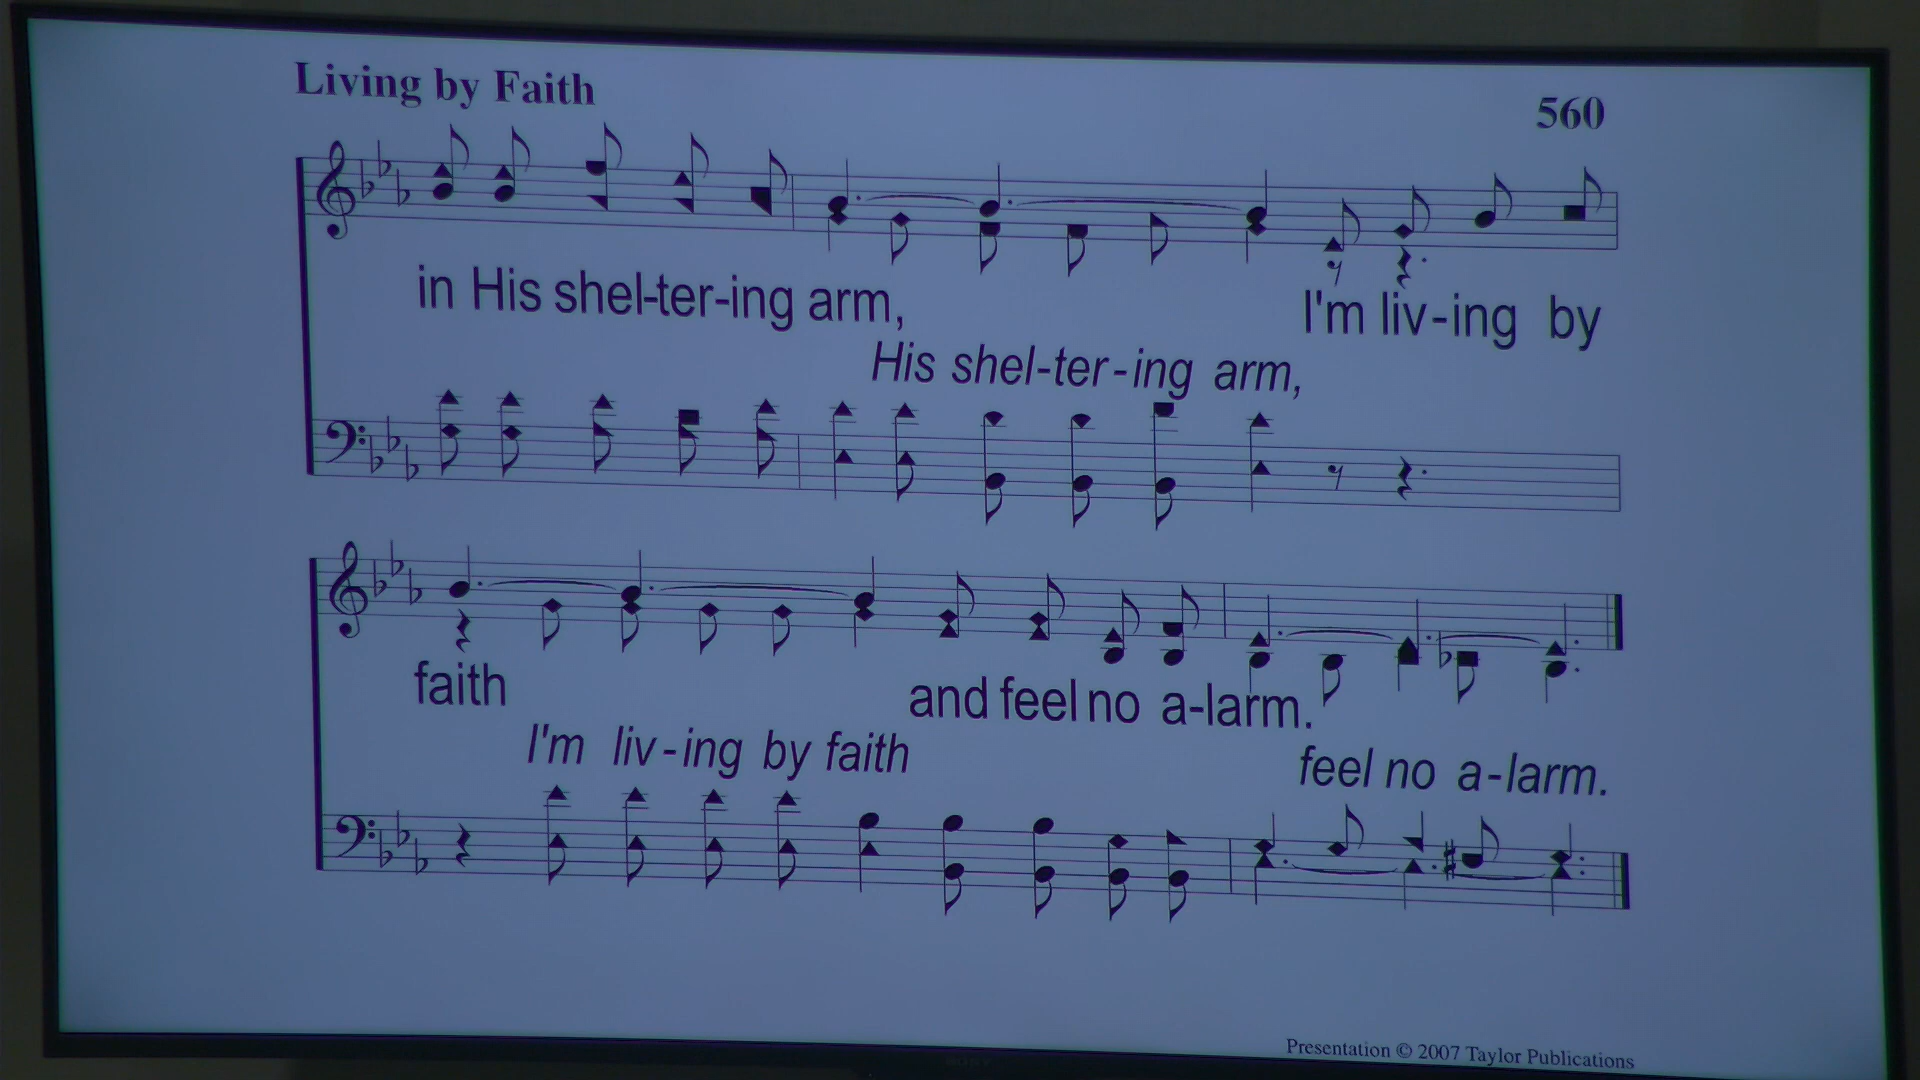 Living by Faith
560
in His shel-ter-ing arm,
I'm liv-ing by
His shel-ter-ing arm,
faith
and feel no a-larm.
I'm liv-ing by faith
feel no a-larm.
Presentation © 2007 Taylor Publications
SONY